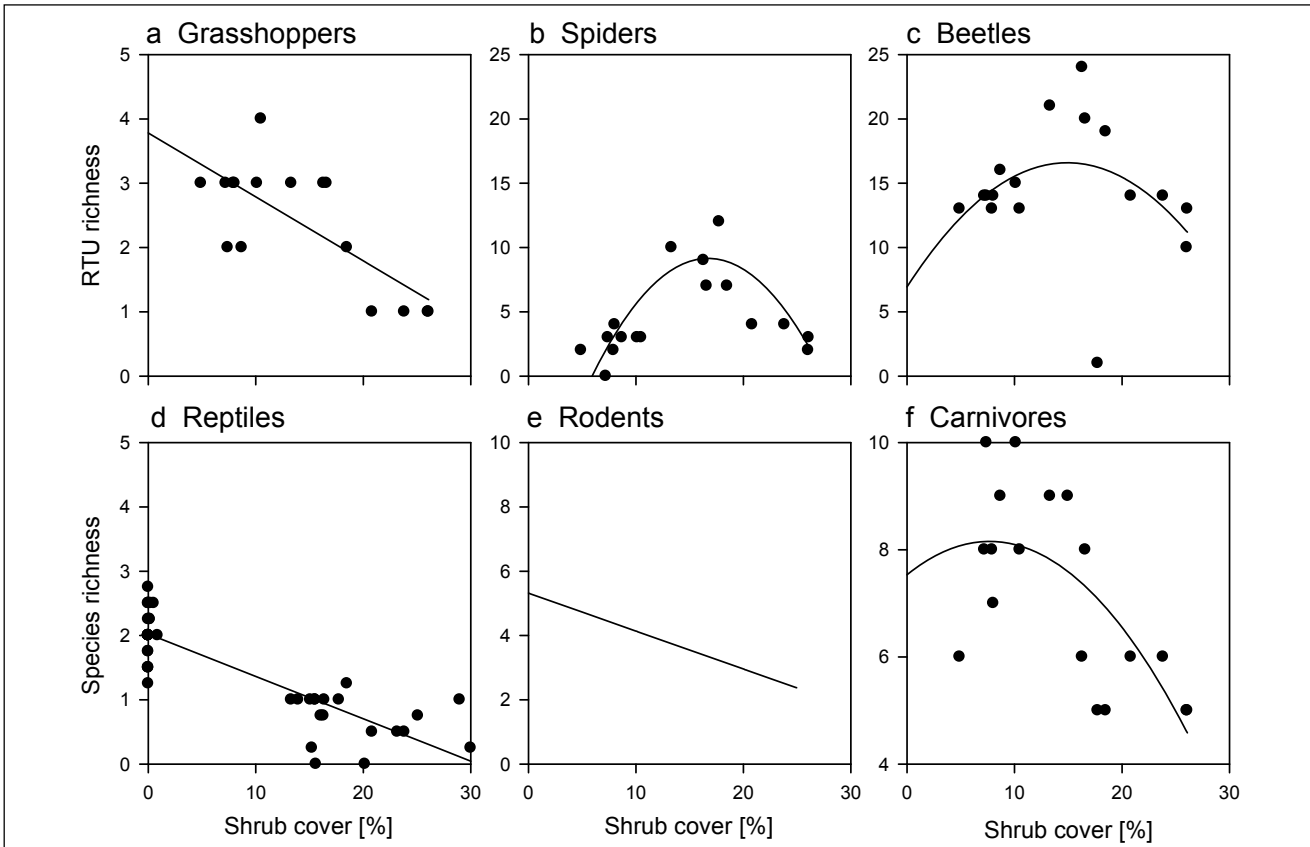 a Grasshoppers
b Spiders
c Beetles
5
4
3
2
1
0
25
20
15
10
5
0
25
20
15
10
5
0
RTU richness
d Reptiles
e Rodents
f Carnivores
5
4
3
2
1
0
10
8
6
4
2
0
10
8
6
4
Species richness
0 10 20 30
0 10 20 30
0 10 20 30
Shrub cover [%]
Shrub cover [%]
Shrub cover [%]